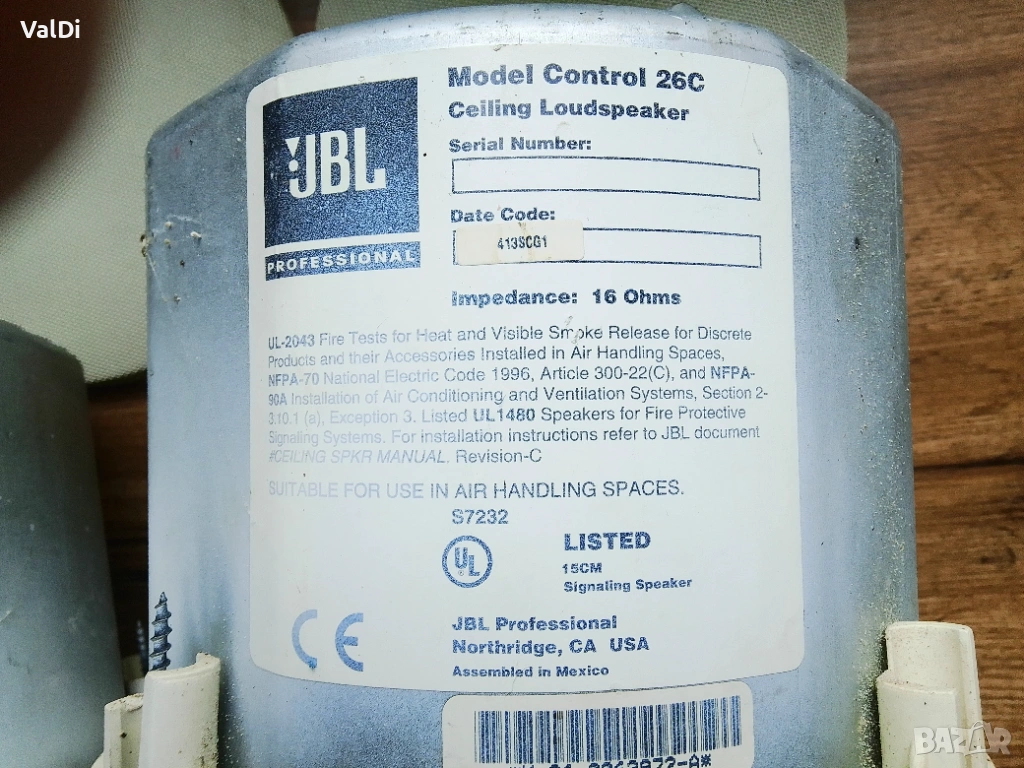 ValDi
JBL
PROFESSIONAL
Model Control 26C
Ceiling Loudspeaker
Serial Number:
Date Code:
413SCG1
Impedance: 16 Ohms
UL-2043 Fire Tests for Heat and Visible Smoke Release for Discrete
Products and their Accessories Installed in Air Handling Spaces,
NFPA-70 National Electric Code 1996, Article 300-22(C), and NFPA-
90A Installation of Air Conditioning and Ventilation Systems, Section 2-
3.10.1 (a), Exception 3. Listed UL1480 Speakers for Fire Protective
Signaling Systems. For installation instructions refer to JBL document
#CEILING SPKR MANUAL. Revision-C
SUITABLE FOR USE IN AIR HANDLING SPACES.
S7232
UL
LISTED
15CM
Signaling Speaker
CE
JBL Professional
Northridge, CA USA
Assembled in Mexico
BAZAR